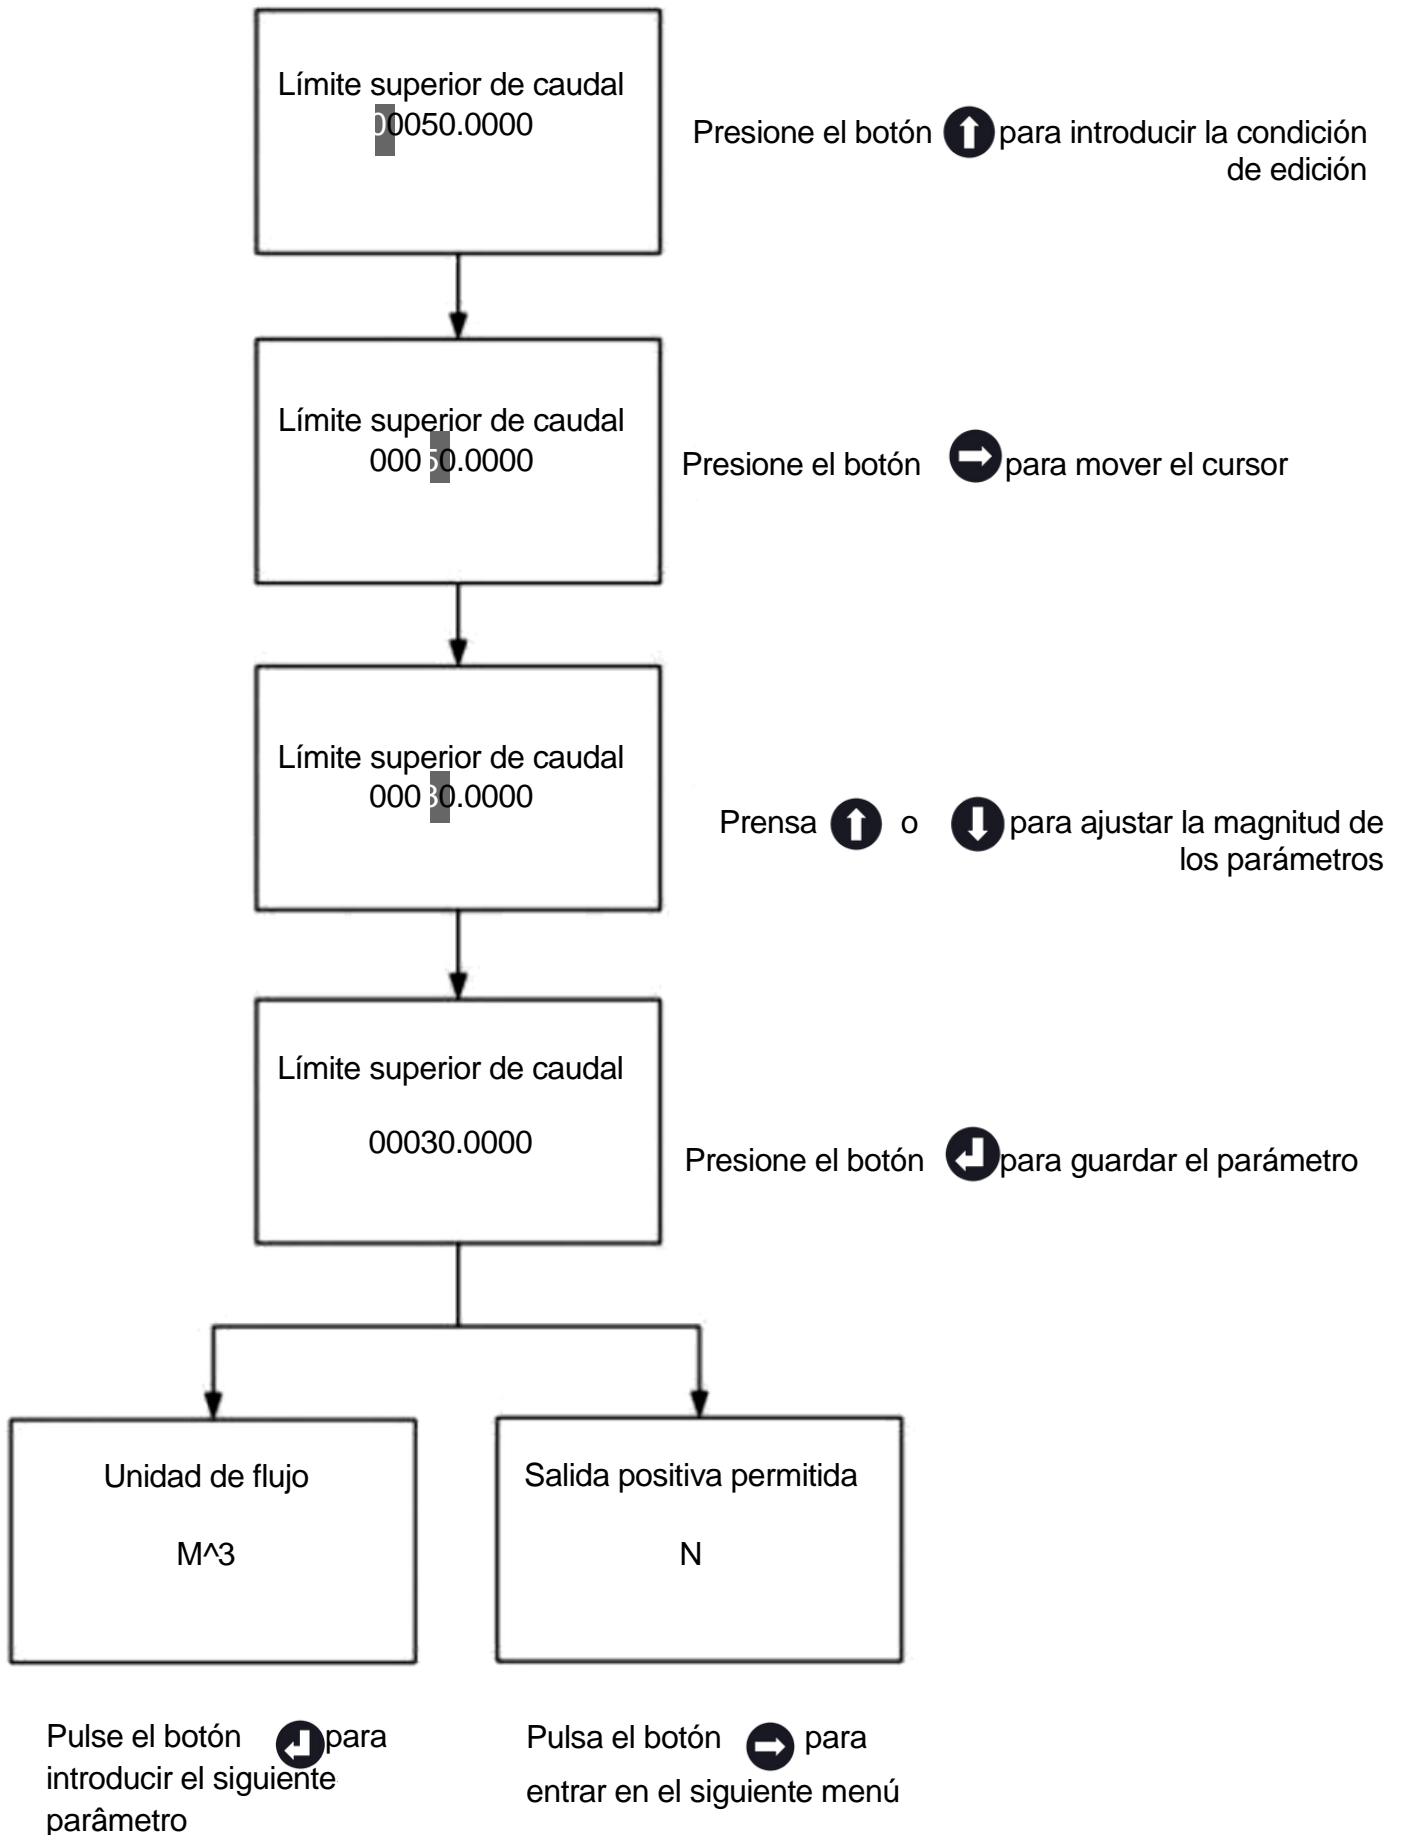 Límite superior de caudal
00050.0000
Presione el botón para introducir la condición
de edición
Límite superior de caudal
00050.0000
Presione el botón para mover el cursor
Límite superior de caudal
00030.0000
Prensa o para ajustar la magnitud de
los parámetros
Límite superior de caudal
00030.0000
Presione el botón para guardar el parámetro
Unidad de flujo
M^3
Salida positiva permitida
N
Pulse el botón para
introducir el siguiente
parâmetro
Pulsa el botón para
entrar en el siguiente menú